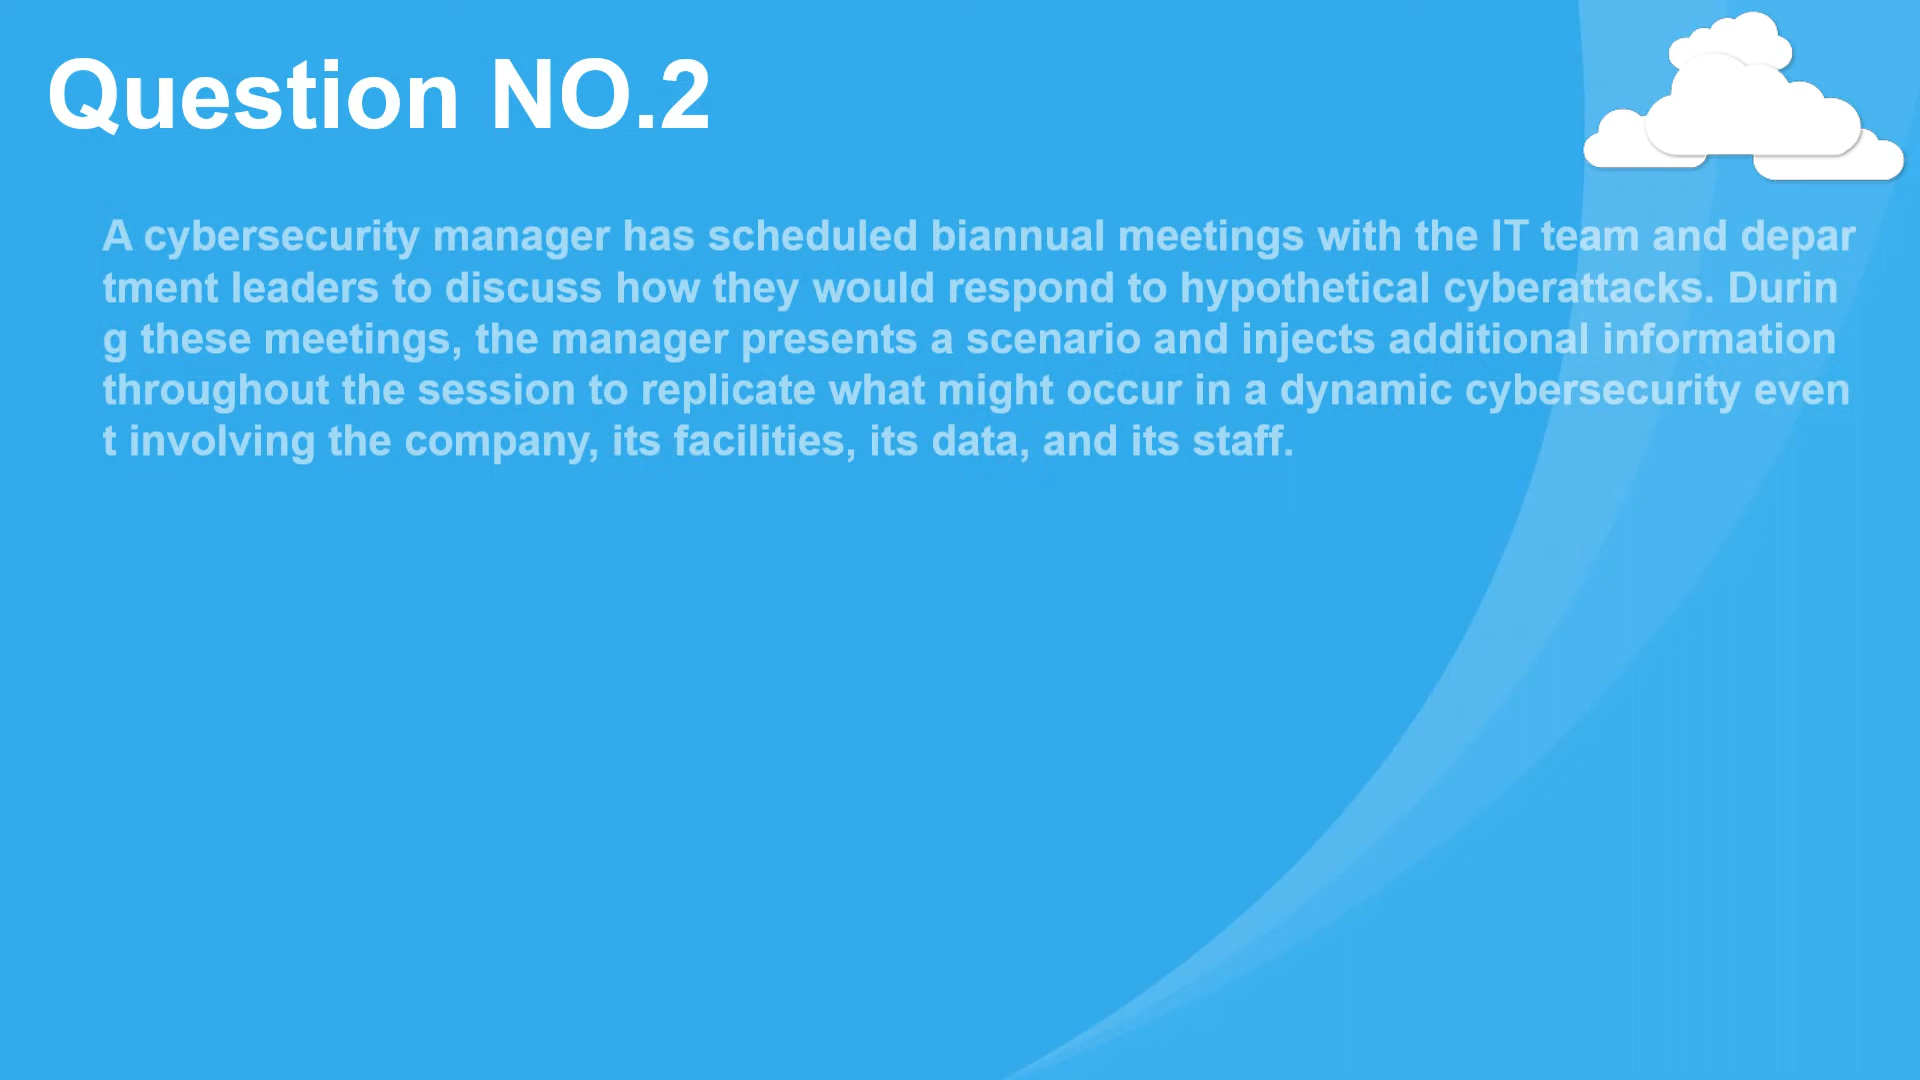 Question NO.2
A cybersecurity manager has scheduled biannual meetings with the IT team and depar
tment leaders to discuss how they would respond to hypothetical cyberattacks. Durin
g these meetings, the manager presents a scenario and injects additional information
throughout the session to replicate what might occur in a dynamic cybersecurity even
t involving the company, its facilities, its data, and its staff.